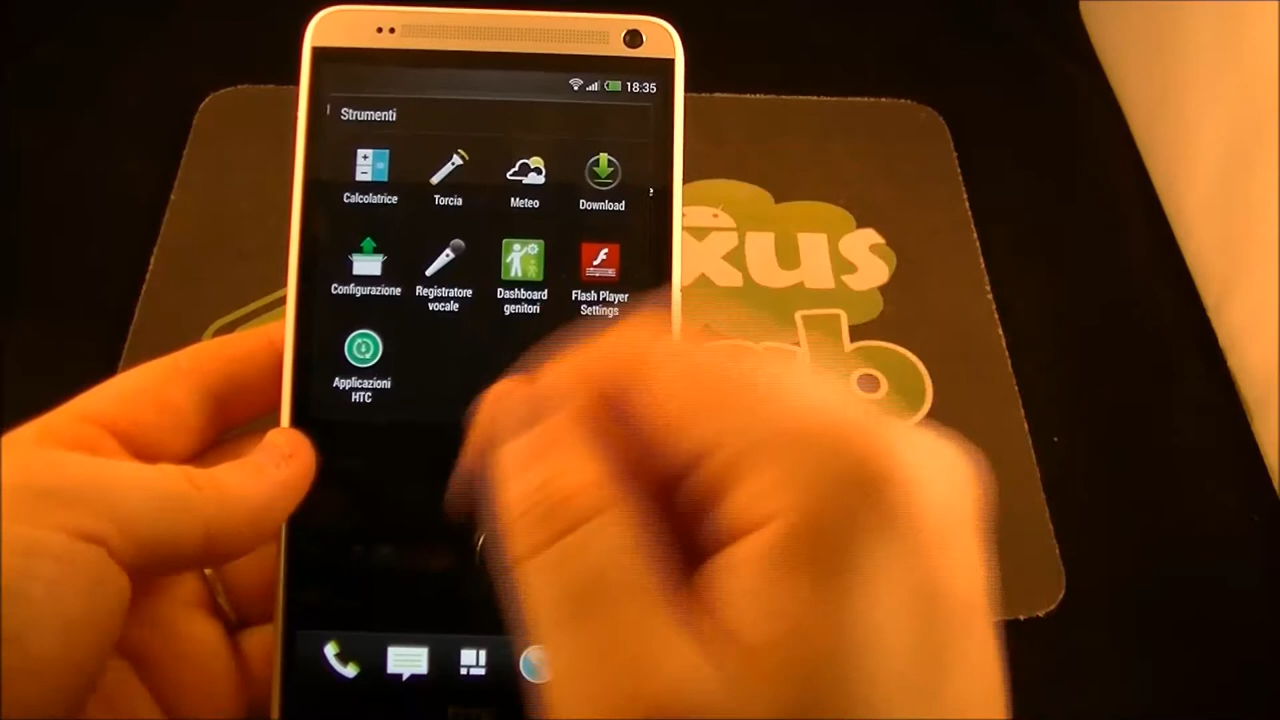 18:35
Strumenti
Calcolatrice
Torcia
Meteo
Download
Configurazione
Registratore
vocale
Dashboard
genitori
Flash Player
Settings
Applicazioni
HTC
xus